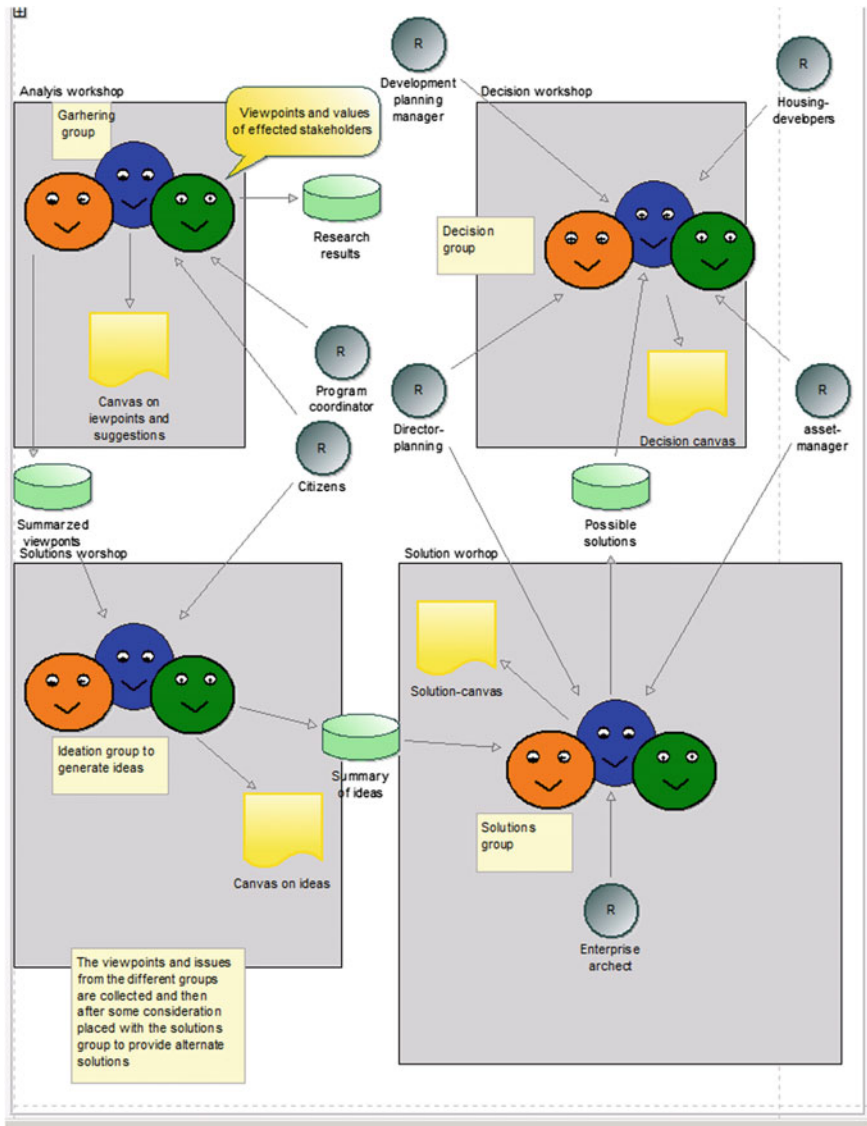 R
Development
planning
manager
R
Housing-
developers
Analyis workshop
Garhering
group
Viewpoints and values
of effected stakeholders
Research
results
Canvas on
iewpoints and
suggestions
R
Program
coordinator
R
Citizens
Summarzed
viewponts
Decision workshop
Decision
group
R
Director-
planning
Decision canvas
R
asset-
manager
Possible
solutions
Solutions worshop
Ideation group to
generate ideas
Canvas on ideas
Summary
of ideas
The viewpoints and issues
from the different groups
are collected and then
after some consideration
placed with the solutions
group to provide alternate
solutions
Solution worhop
Solution-canvas
Solutions
group
R
Enterprise
archect